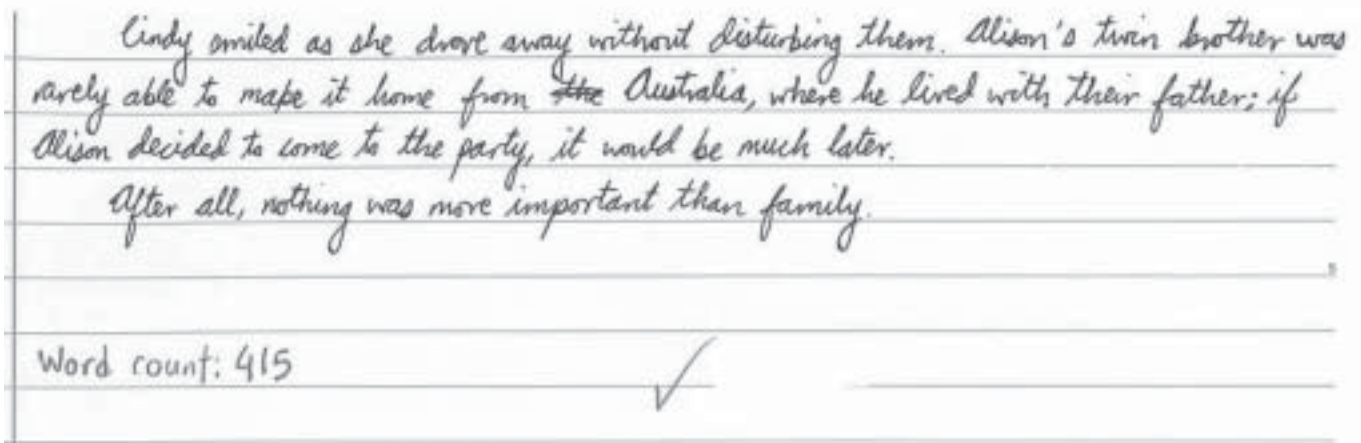 Cindy smiled as she drove away without disturbing them. Alison's twin brother was
rarely able to make it home from the Australia, where he lived with their father; if
Alison decided to come to the party, it would be much later.
After all, nothing was more important than family.
Word count: 415